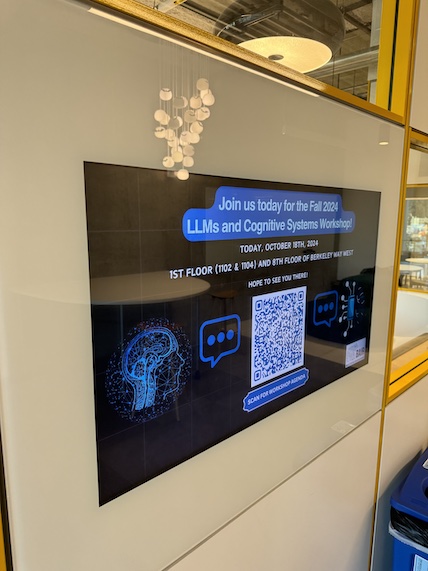 Join us today for the Fall 2024
LLMs and Cognitive Systems Workshop!
TODAY, OCTOBER 18TH, 2024
1ST FLOOR (1102 & 1104) AND 8TH FLOOR OF BERKELEY WAY WEST
HOPE TO SEE YOU THERE!
SCAN FOR WORKSHOP AGENDA